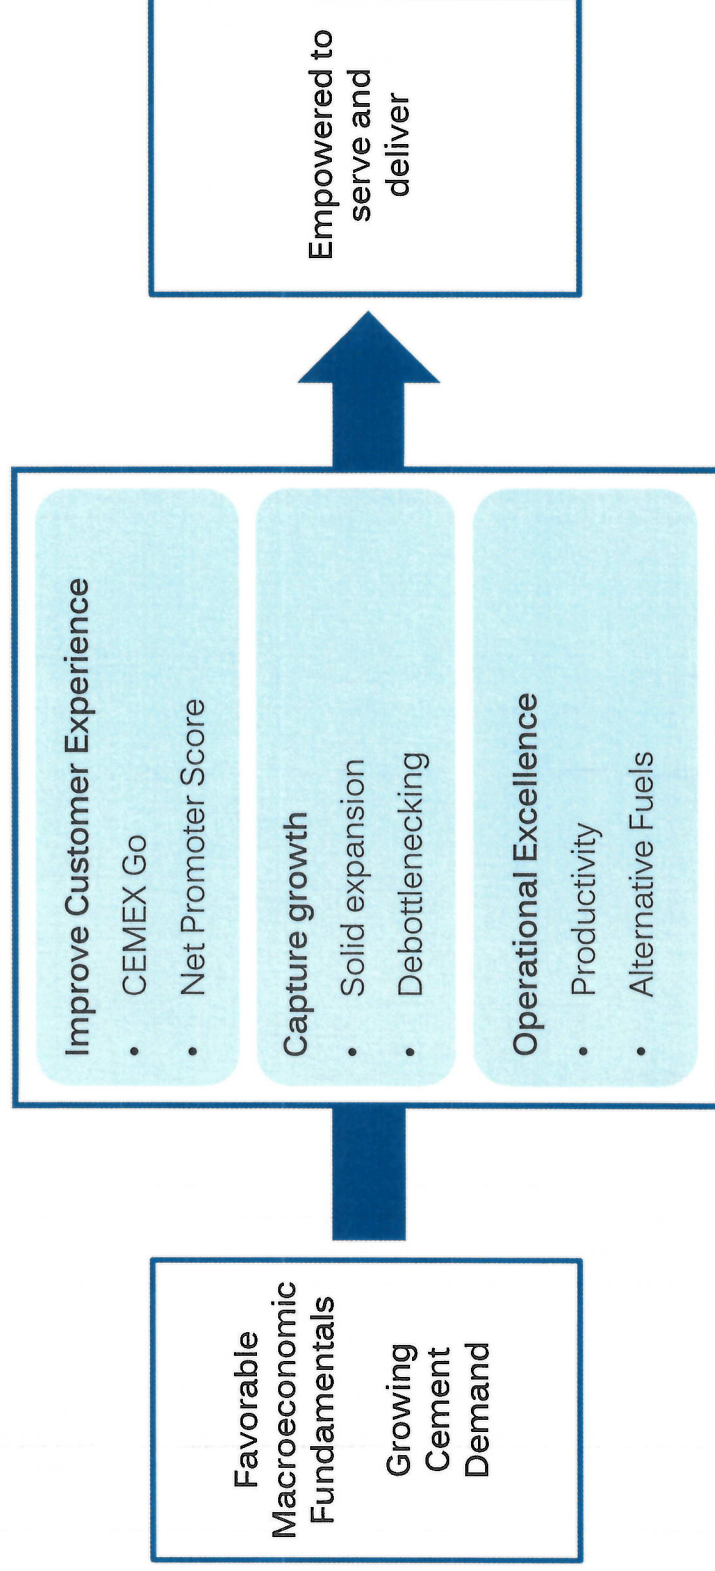 Favorable
Macroeconomic
Fundamentals
Growing
Cement
Demand
Improve Customer Experience
• CEMEX Go
• Net Promoter Score
Capture growth
• Solid expansion
• Debottlenecking
Operational Excellence
• Productivity
• Alternative Fuels
Empowered to
serve and
deliver